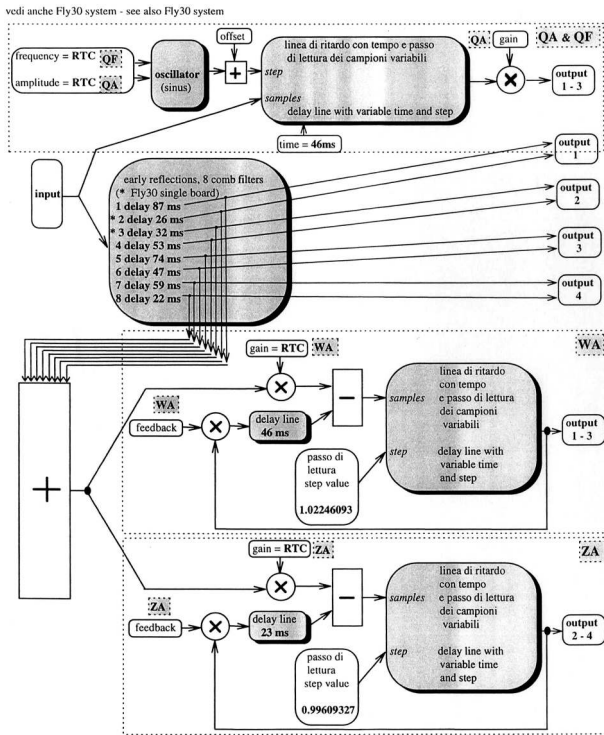 vedi anche Fly30 system - see also Fly30 system
frequency = RTC QF
amplitude = RTC QA
oscillator
(sinus)
offset
+
step
samples
linea di ritardo con tempo e passo
di lettura dei campioni variabili
delay line with variable time and step
time = 46ms
QA
gain
QA & QF
×
output
1 - 3
input
early reflections, 8 comb filters
(* Fly30 single board)
1 delay 87 ms
* 2 delay 26 ms
* 3 delay 32 ms
4 delay 53 ms
5 delay 74 ms
6 delay 47 ms
7 delay 59 ms
8 delay 22 ms
output
1
output
2
output
3
output
4
+
gain = RTC WA
WA
×
WA
feedback
×
delay line
46 ms
−
passo di
lettura
step value
1.02246093
samples
step
linea di ritardo
con tempo
e passo di lettura
dei campioni
variabili
delay line with
variable time
and step
output
1 - 3
gain = RTC ZA
ZA
×
ZA
feedback
×
delay line
23 ms
−
passo di
lettura
step value
0.99609327
samples
step
linea di ritardo
con tempo
e passo di lettura
dei campioni
variabili
delay line with
variable time
and step
output
2 - 4